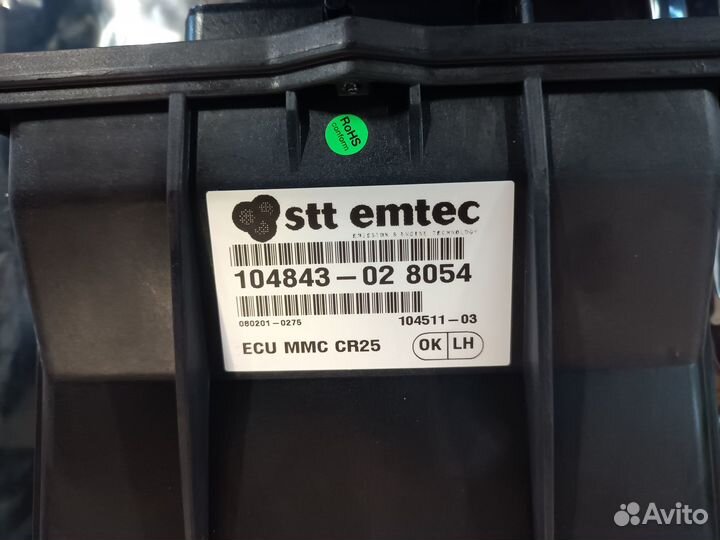 RoHS
conform
stt emtec
EMISSION & ENGINE TECHNOLOGY
104843-02 8054
080201-0275 104511-03
ECU MMC CR25 OK LH
Avito